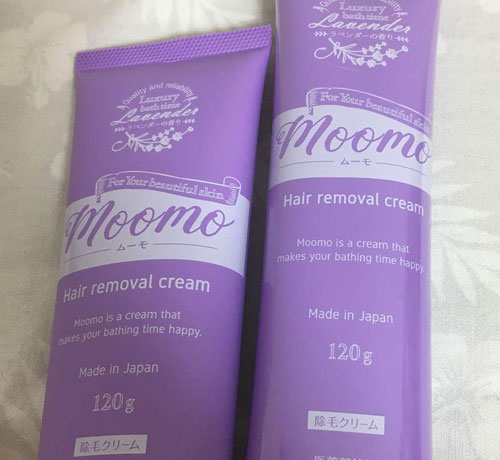 Quality and reliability
Luxury
bath time
Lavender
ラベンダーの香り
For Your beautiful skin
Moomo
ムーモ
Hair removal cream
Moomo is a cream that
makes your bathing time happy.
Made in Japan
120g
除毛クリーム
Luxury
bath time
Lavender
ラベンダーの香り
For Your beautiful skin
Moomo
ムーモ
Hair removal cream
Moomo is a cream that
makes your bathing time happy.
Made in Japan
120g
除毛クリーム